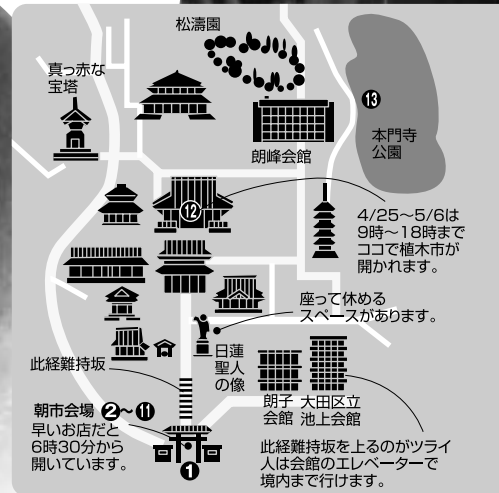 松濤園
真っ赤な
宝塔
朗峰会館
⓭
本門寺
公園
⑫
4/25〜5/6は
9時〜18時まで
ココで植木市が
開かれます。
座って休める
スペースがあります。
日蓮
聖人
の像
此経難持坂
朗子
会館
大田区立
池上会館
朝市会場 ❷〜⓫
早いお店だと
6時30分から
開いています。
❶
此経難持坂を上るのがツライ
人は会館のエレベーターで
境内まで行けます。